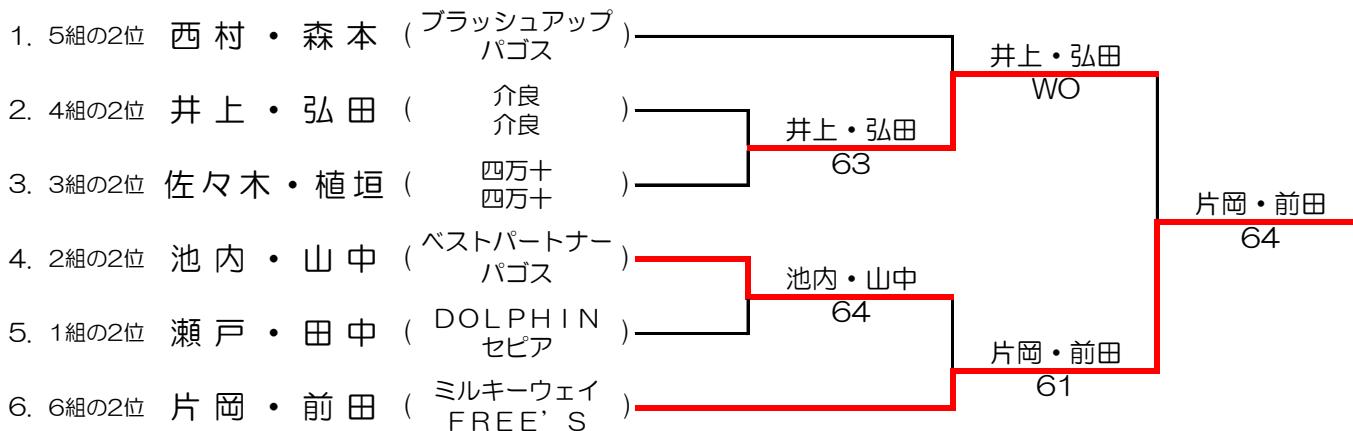 1. 5組の2位 西村・森本 (ブラッシュアップ パゴス)
2. 4組の2位 井上・弘田 (介良 介良)
3. 3組の2位 佐々木・植垣 (四万十 四万十)
4. 2組の2位 池内・山中 (ベストパートナー パゴス)
5. 1組の2位 瀬戸・田中 (DOLPHIN セピア)
6. 6組の2位 片岡・前田 (ミルキーウェイ FREE'S)
井上・弘田
63
池内・山中
64
井上・弘田
WO
片岡・前田
61
片岡・前田
64